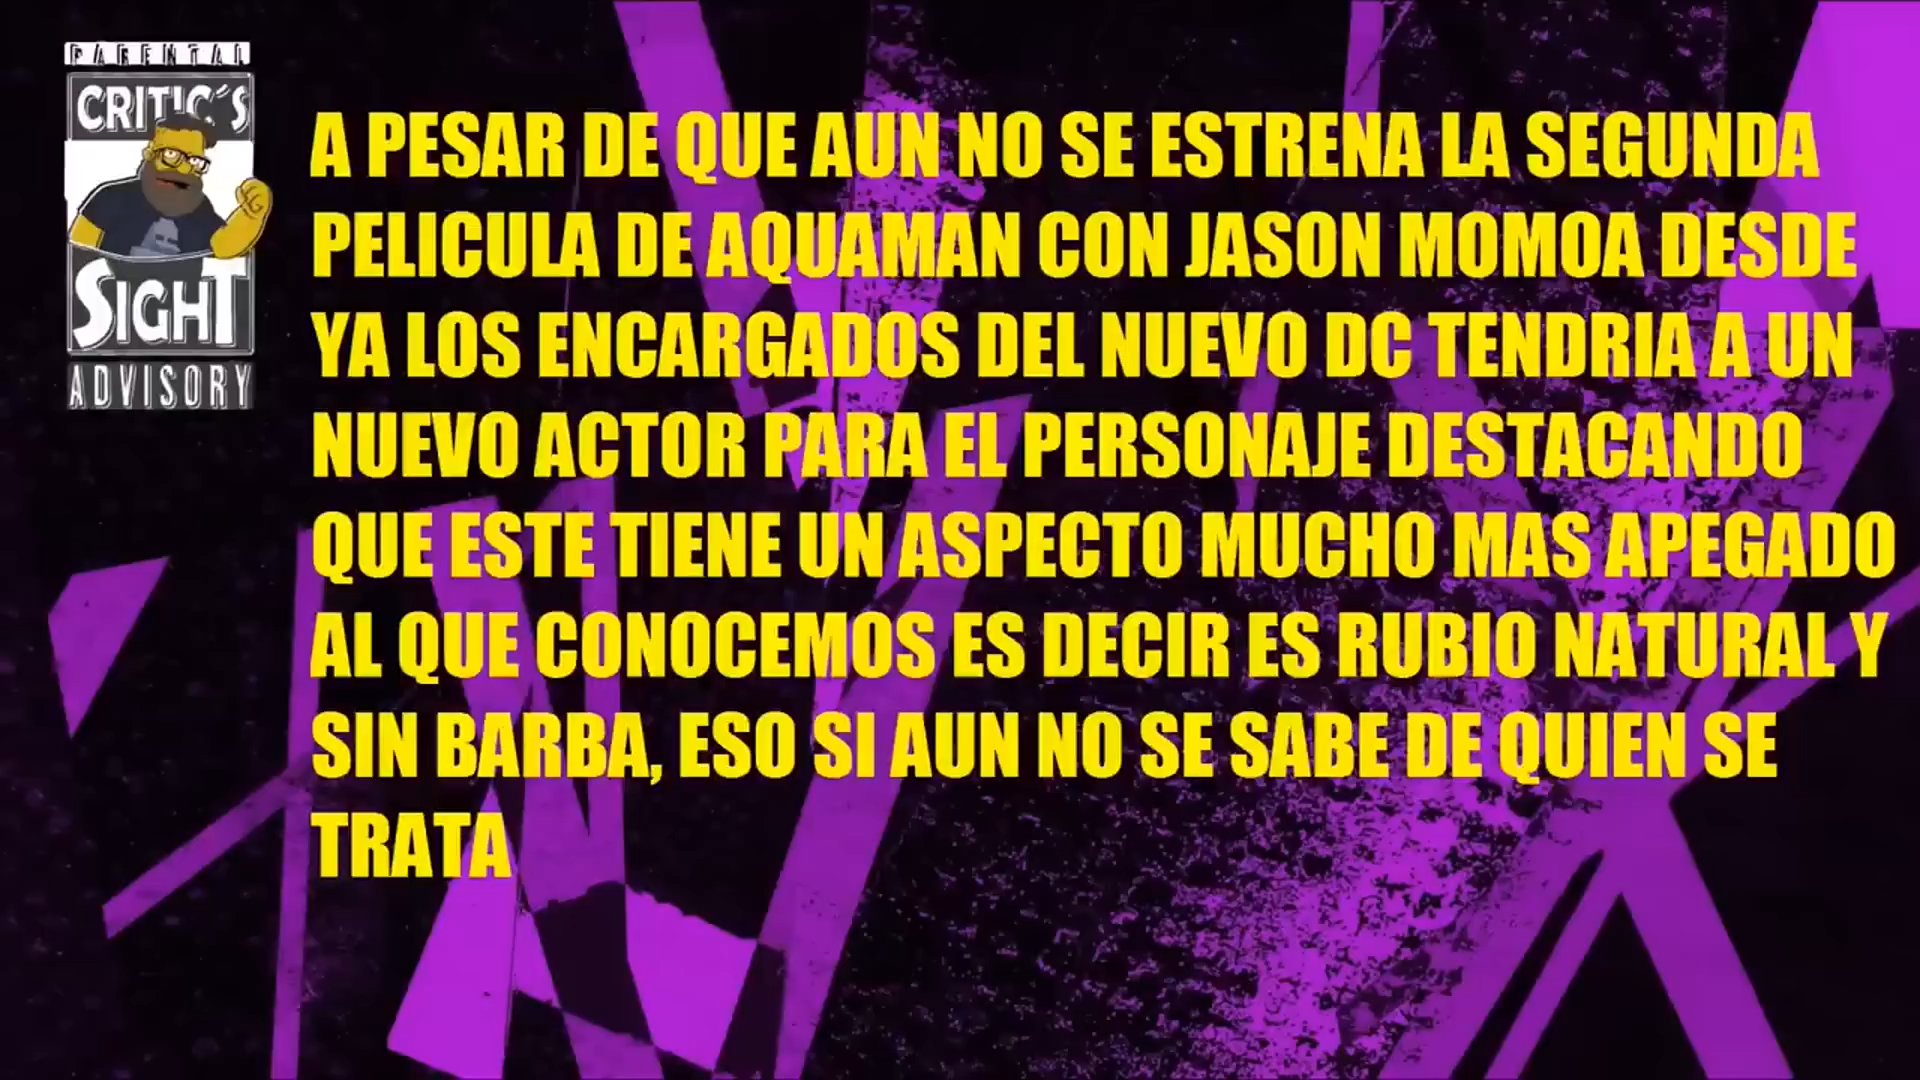 PARENTAL
CRITIC´S
SIGHT
ADVISORY
A PESAR DE QUE AUN NO SE ESTRENA LA SEGUNDA
PELICULA DE AQUAMAN CON JASON MOMOA DESDE
YA LOS ENCARGADOS DEL NUEVO DC TENDRIA A UN
NUEVO ACTOR PARA EL PERSONAJE DESTACANDO
QUE ESTE TIENE UN ASPECTO MUCHO MAS APEGADO
AL QUE CONOCEMOS ES DECIR ES RUBIO NATURAL Y
SIN BARBA, ESO SI AUN NO SE SABE DE QUIEN SE
TRATA